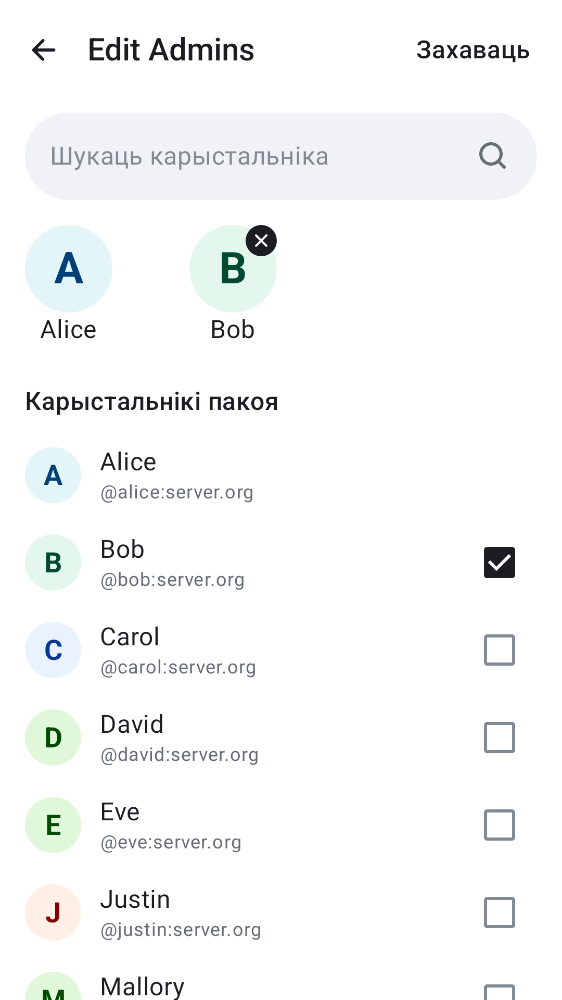 Edit Admins
Захаваць
Шукаць карыстальніка
A
B
Alice
Bob
Карыстальнікі пакоя
A
Alice
@alice:server.org
B
Bob
@bob:server.org
C
Carol
@carol:server.org
D
David
@david:server.org
E
Eve
@eve:server.org
J
Justin
@justin:server.org
M
Mallory